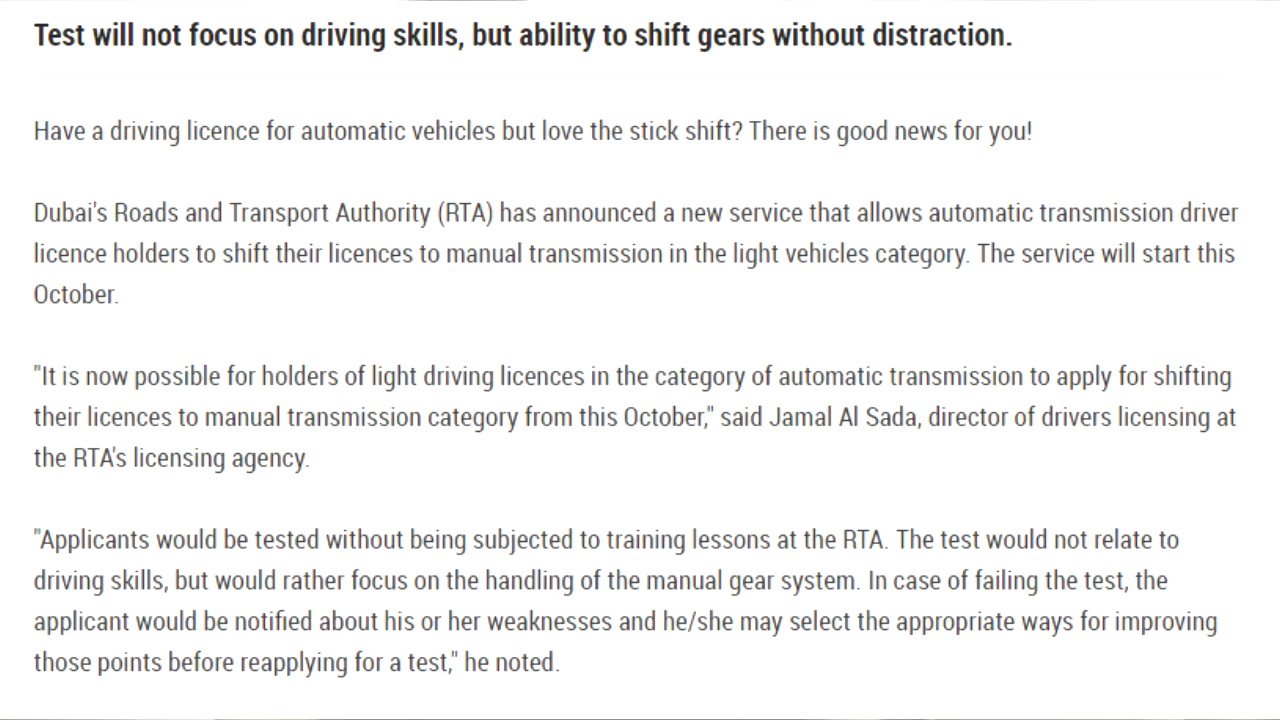 Test will not focus on driving skills, but ability to shift gears without distraction.
Have a driving licence for automatic vehicles but love the stick shift? There is good news for you!
Dubai's Roads and Transport Authority (RTA) has announced a new service that allows automatic transmission driver
licence holders to shift their licences to manual transmission in the light vehicles category. The service will start this
October.
"It is now possible for holders of light driving licences in the category of automatic transmission to apply for shifting
their licences to manual transmission category from this October," said Jamal Al Sada, director of drivers licensing at
the RTA's licensing agency.
"Applicants would be tested without being subjected to training lessons at the RTA. The test would not relate to
driving skills, but would rather focus on the handling of the manual gear system. In case of failing the test, the
applicant would be notified about his or her weaknesses and he/she may select the appropriate ways for improving
those points before reapplying for a test," he noted.